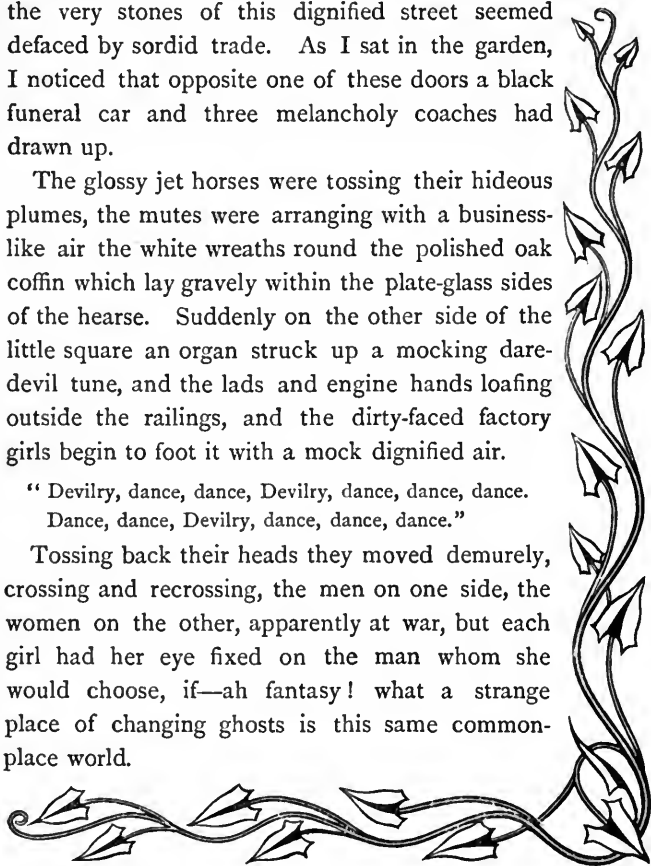 the very stones of this dignified street seemed
defaced by sordid trade. As I sat in the garden,
I noticed that opposite one of these doors a black
funeral car and three melancholy coaches had
drawn up.
The glossy jet horses were tossing their hideous
plumes, the mutes were arranging with a business-
like air the white wreaths round the polished oak
coffin which lay gravely within the plate-glass sides
of the hearse. Suddenly on the other side of the
little square an organ struck up a mocking dare-
devil tune, and the lads and engine hands loafing
outside the railings, and the dirty-faced factory
girls begin to foot it with a mock dignified air.
“ Devilry, dance, dance, Devilry, dance, dance, dance.
Dance, dance, Devilry, dance, dance, dance.”
Tossing back their heads they moved demurely,
crossing and recrossing, the men on one side, the
women on the other, apparently at war, but each
girl had her eye fixed on the man whom she
would choose, if—ah fantasy ! what a strange
place of changing ghosts is this same common-
place world.